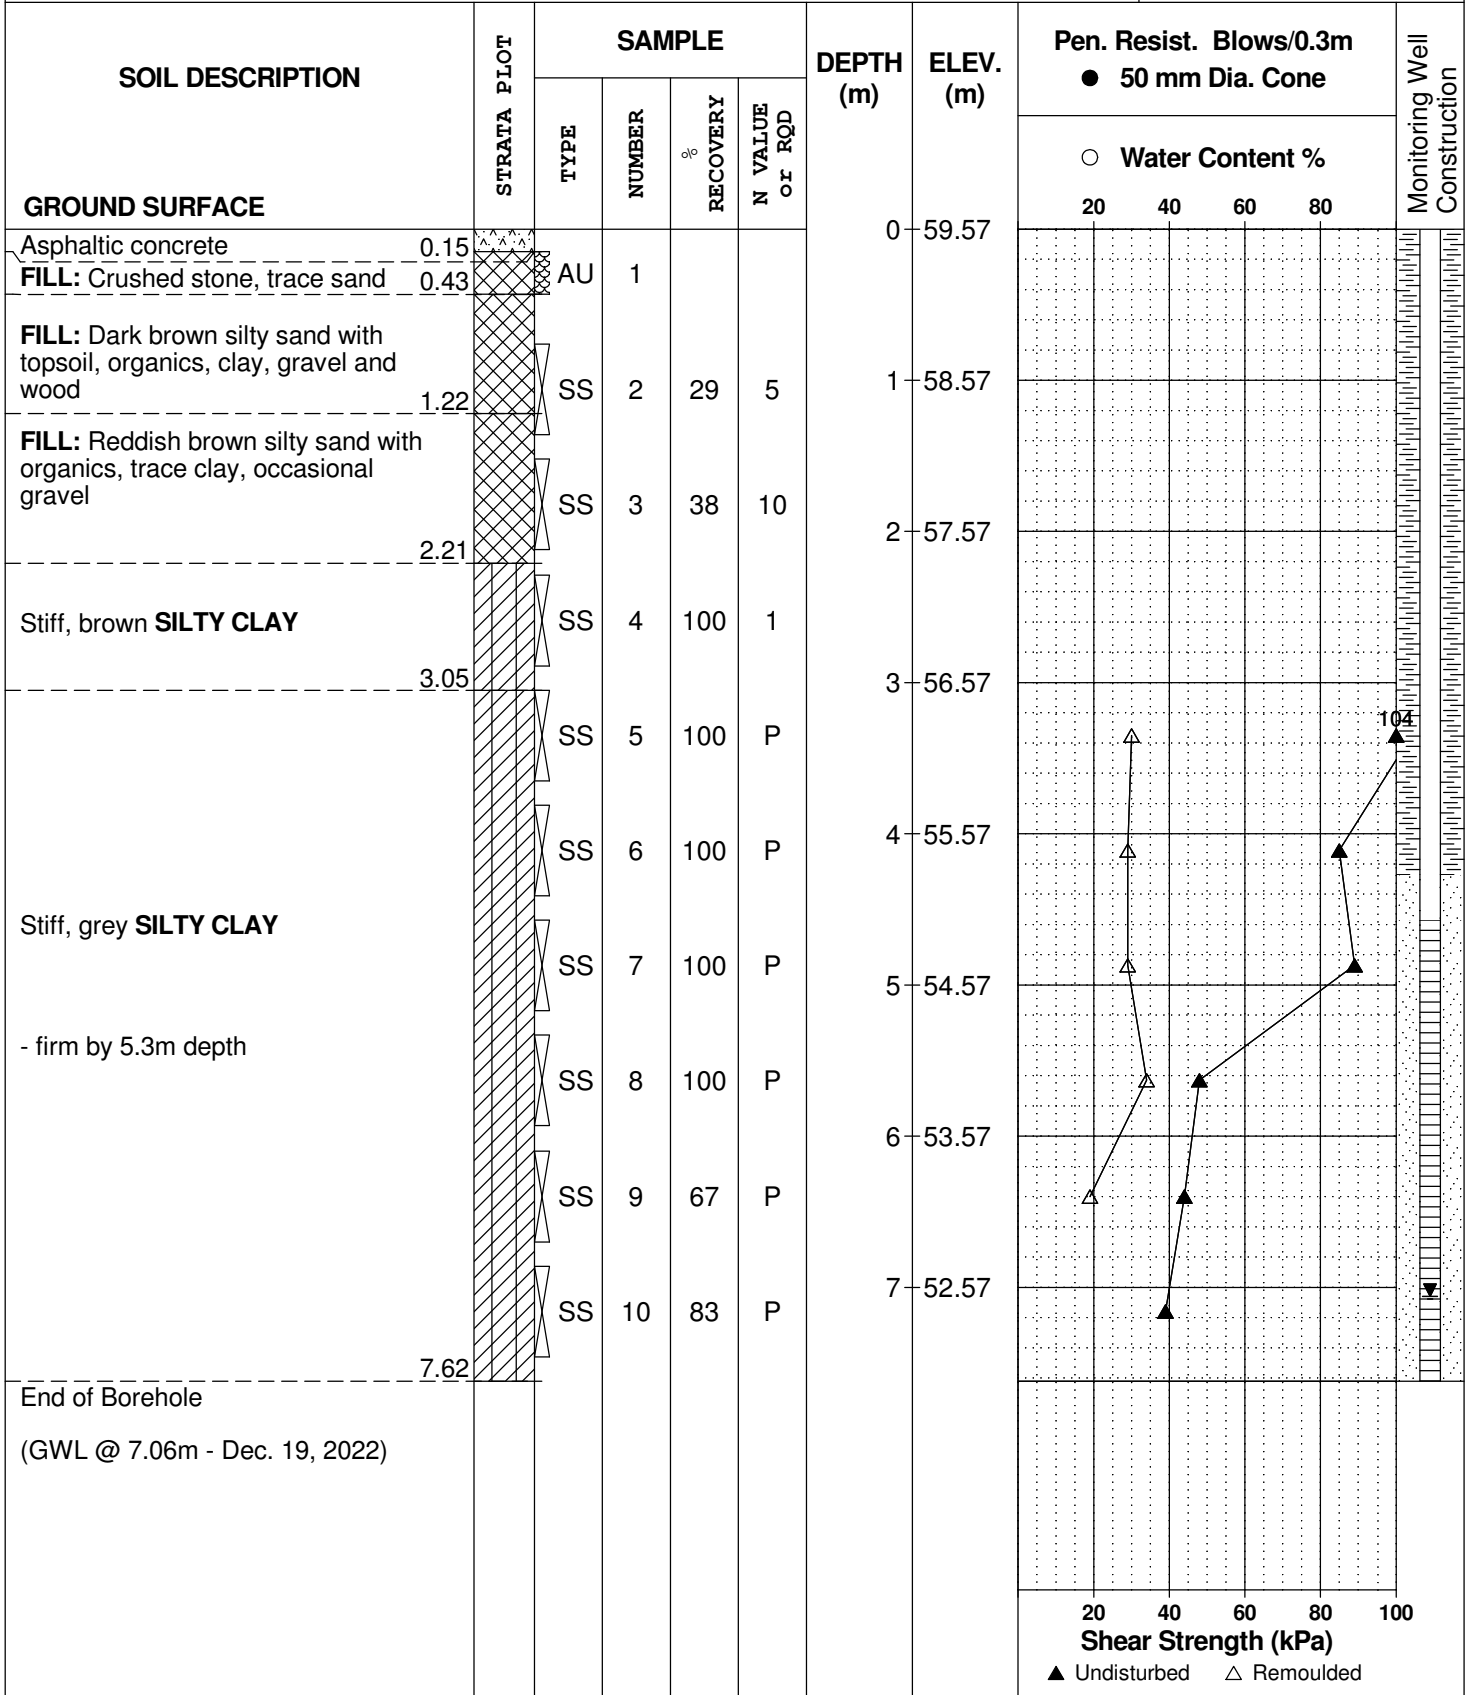 SOIL DESCRIPTION
GROUND SURFACE
STRATA PLOT
SAMPLE
TYPE
NUMBER
%
RECOVERY
N VALUE
or RQD
DEPTH
(m)
ELEV.
(m)
Pen. Resist. Blows/0.3m
● 50 mm Dia. Cone
○ Water Content %
20 40 60 80
Monitoring Well
Construction
0 59.57
Asphaltic concrete 0.15
FILL: Crushed stone, trace sand 0.43
AU 1
FILL: Dark brown silty sand with
topsoil, organics, clay, gravel and
wood
1.22
SS 2 29 5
1 58.57
FILL: Reddish brown silty sand with
organics, trace clay, occasional
gravel
2.21
SS 3 38 10
2 57.57
Stiff, brown SILTY CLAY
3.05
SS 4 100 1
3 56.57
104
SS 5 100 P
4 55.57
SS 6 100 P
Stiff, grey SILTY CLAY
SS 7 100 P
5 54.57
- firm by 5.3m depth
SS 8 100 P
6 53.57
SS 9 67 P
7 52.57
SS 10 83 P
7.62
End of Borehole
(GWL @ 7.06m - Dec. 19, 2022)
20 40 60 80 100
Shear Strength (kPa)
▲ Undisturbed △ Remoulded